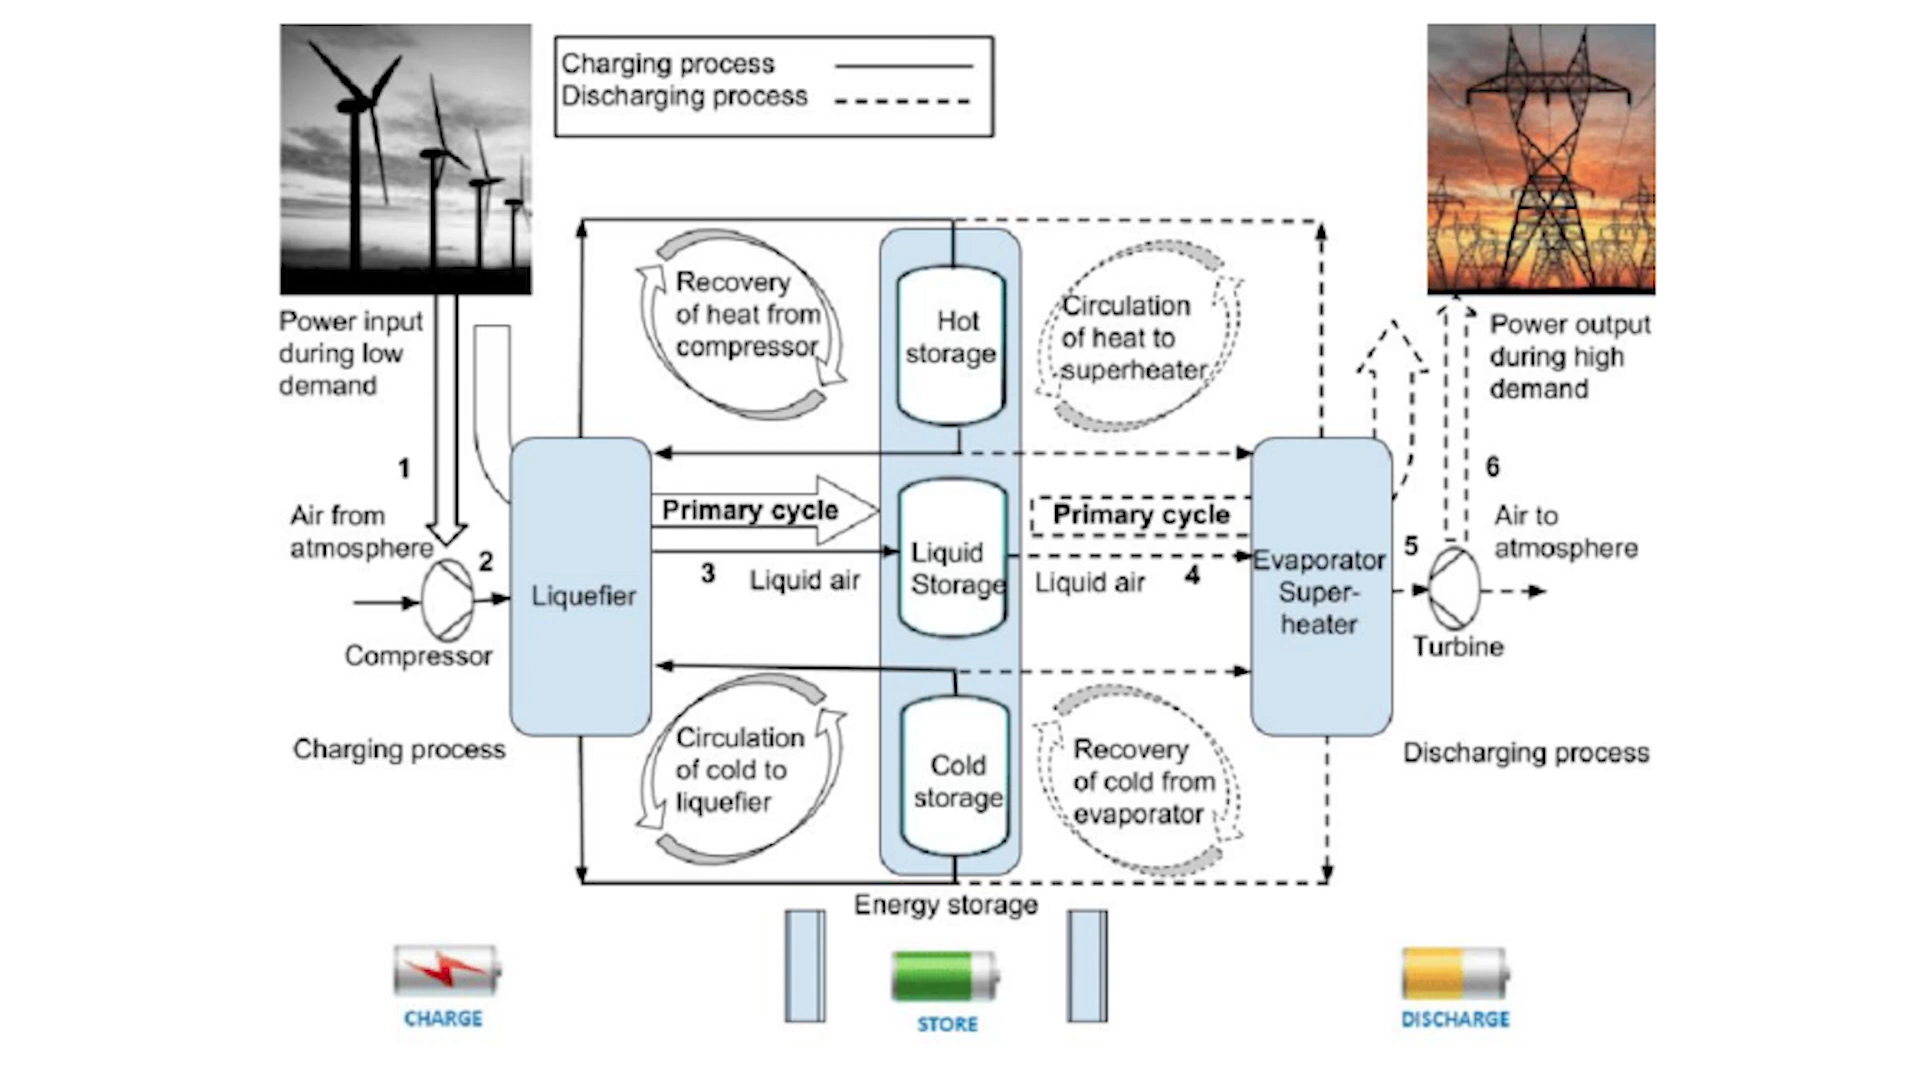 Charging process
Discharging process
Power input
during low
demand
Recovery
of heat from
compressor
Hot
storage
Circulation
of heat to
superheater
Power output
during high
demand
1
6
Air from
atmosphere
Primary cycle
Primary cycle
Air to
atmosphere
2
Liquefier
3
Liquid air
Liquid
Storage
Liquid air
4
Evaporator
Super-
heater
5
Compressor
Turbine
Charging process
Circulation
of cold to
liquefier
Cold
storage
Recovery
of cold from
evaporator
Discharging process
Energy storage
CHARGE
STORE
DISCHARGE